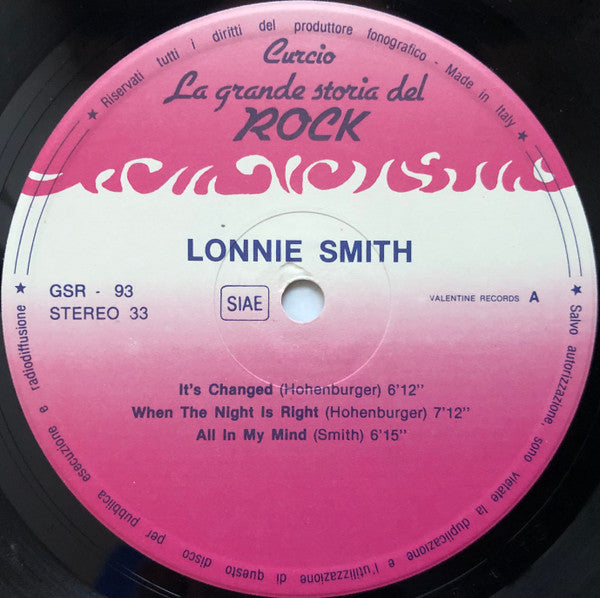 ★ Riservati tutti i diritti del produttore fonografico - Made in Italy ★
Curcio
La grande storia del
ROCK
LONNIE SMITH
GSR - 93
STEREO 33
SIAE
VALENTINE RECORDS A
It's Changed (Hohenburger) 6'12''
When The Night Is Right (Hohenburger) 7'12''
All In My Mind (Smith) 6'15''
★ Salvo autorizzazione, sono vietate la duplicazione e l'utilizzazione di questo disco per pubblica esecuzione e radiodiffusione ★